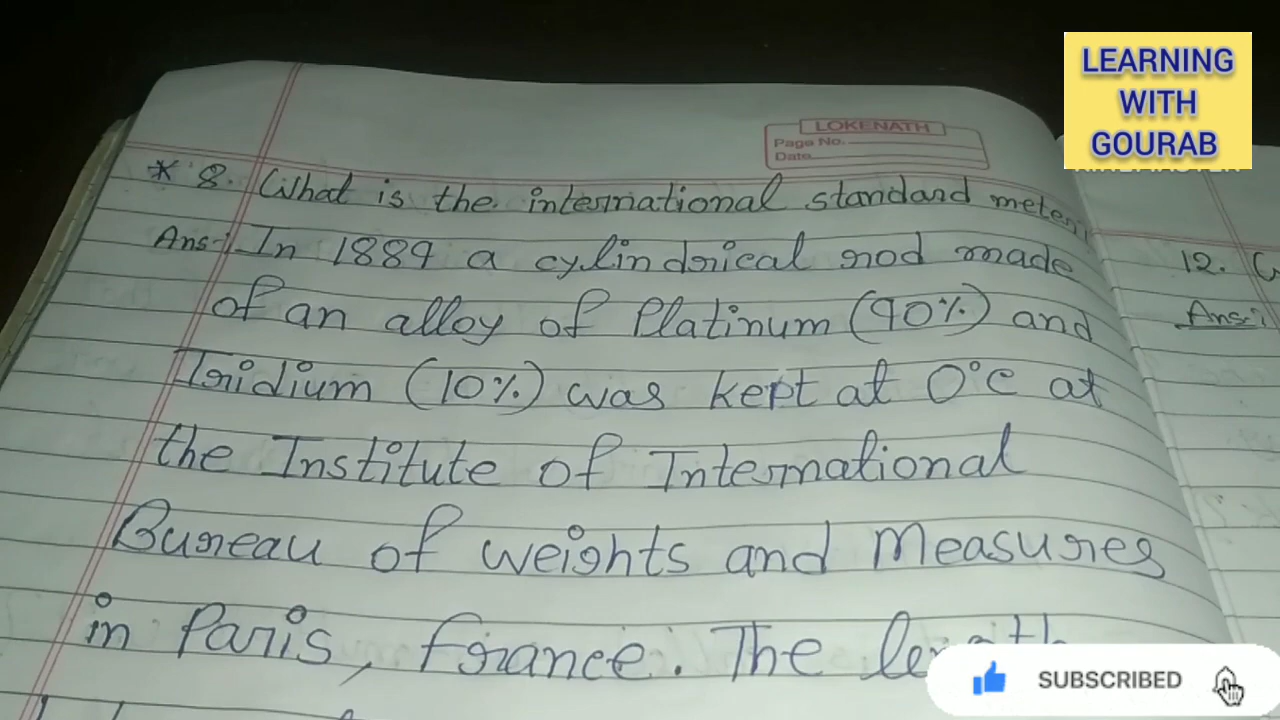 LEARNING
WITH
GOURAB
LOKENATH
Page No.
Date
* 8. What is the international standard meter,
Ans:- In 1889 a cylindrical rod made
of an alloy of Platinum (90%) and
Iridium (10%) was kept at 0°C at
the Institute of International
Bureau of weights and Measures
in Paris, France. The length
12.
Ans:
SUBSCRIBED